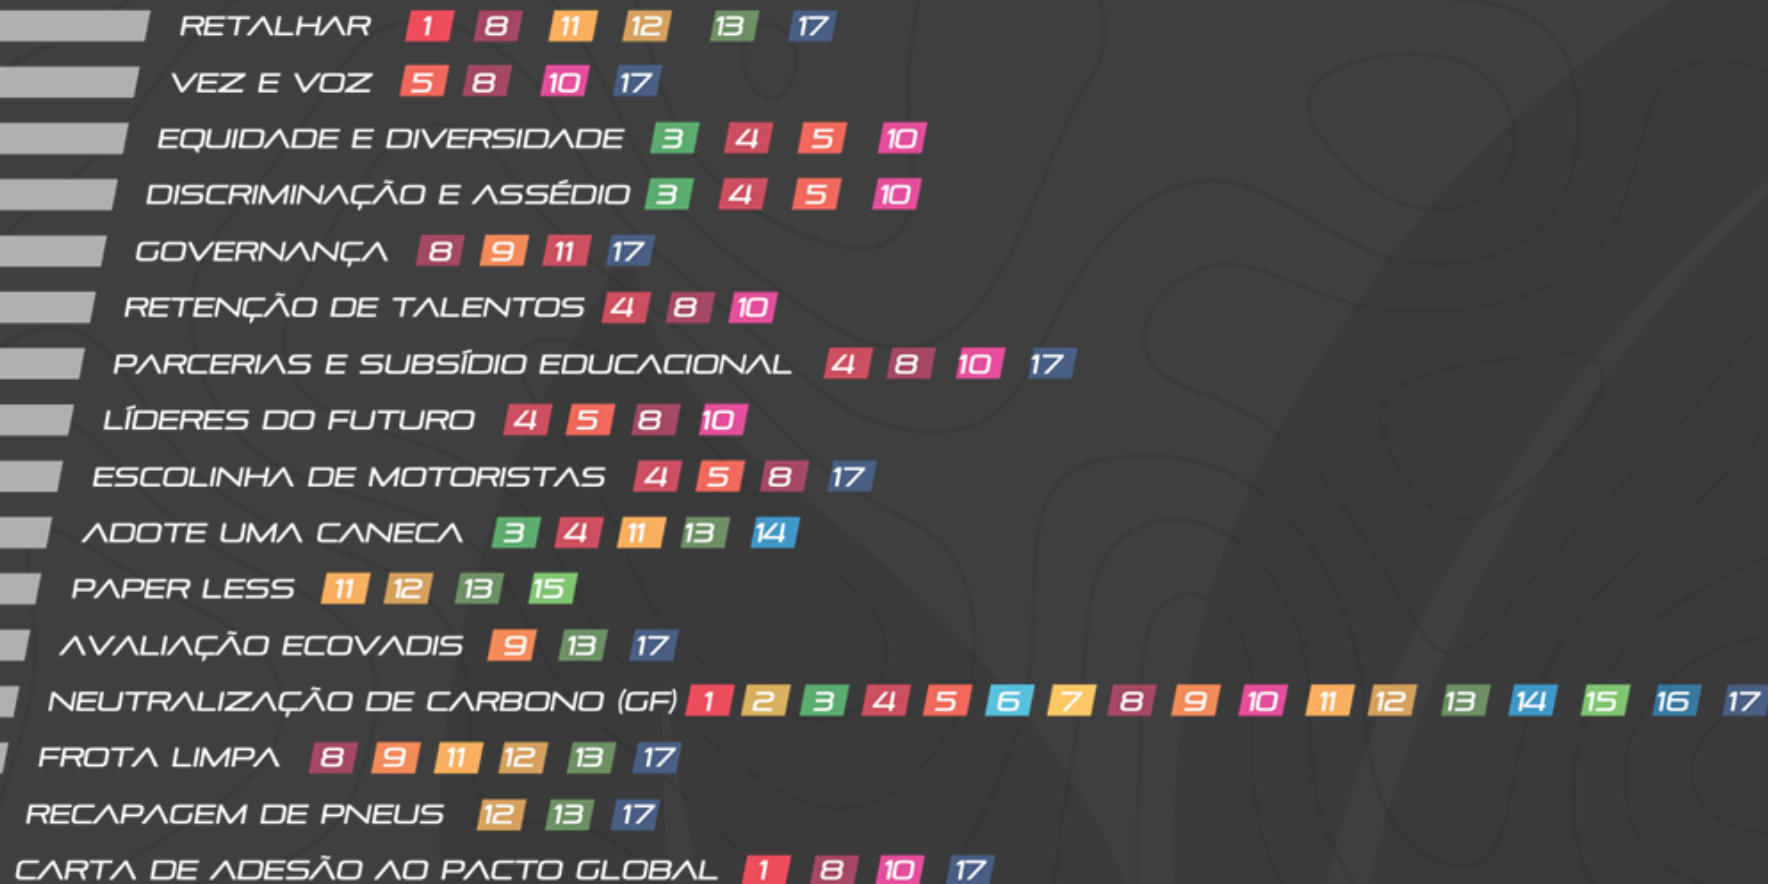 RETALHAR 1 8 11 12 13 17
VEZ E VOZ 5 8 10 17
EQUIDADE E DIVERSIDADE 3 4 5 10
DISCRIMINAÇÃO E ASSÉDIO 3 4 5 10
GOVERNANÇA 8 9 11 17
RETENÇÃO DE TALENTOS 4 8 10
PARCERIAS E SUBSÍDIO EDUCACIONAL 4 8 10 17
LÍDERES DO FUTURO 4 5 8 10
ESCOLINHA DE MOTORISTAS 4 5 8 17
ADOTE UMA CANECA 3 4 11 13 14
PAPER LESS 11 12 13 15
AVALIAÇÃO ECOVADIS 9 13 17
NEUTRALIZAÇÃO DE CARBONO (GF) 1 2 3 4 5 6 7 8 9 10 11 12 13 14 15 16 17
FROTA LIMPA 8 9 11 12 13 17
RECAPAGEM DE PNEUS 12 13 17
CARTA DE ADESÃO AO PACTO GLOBAL 1 8 10 17